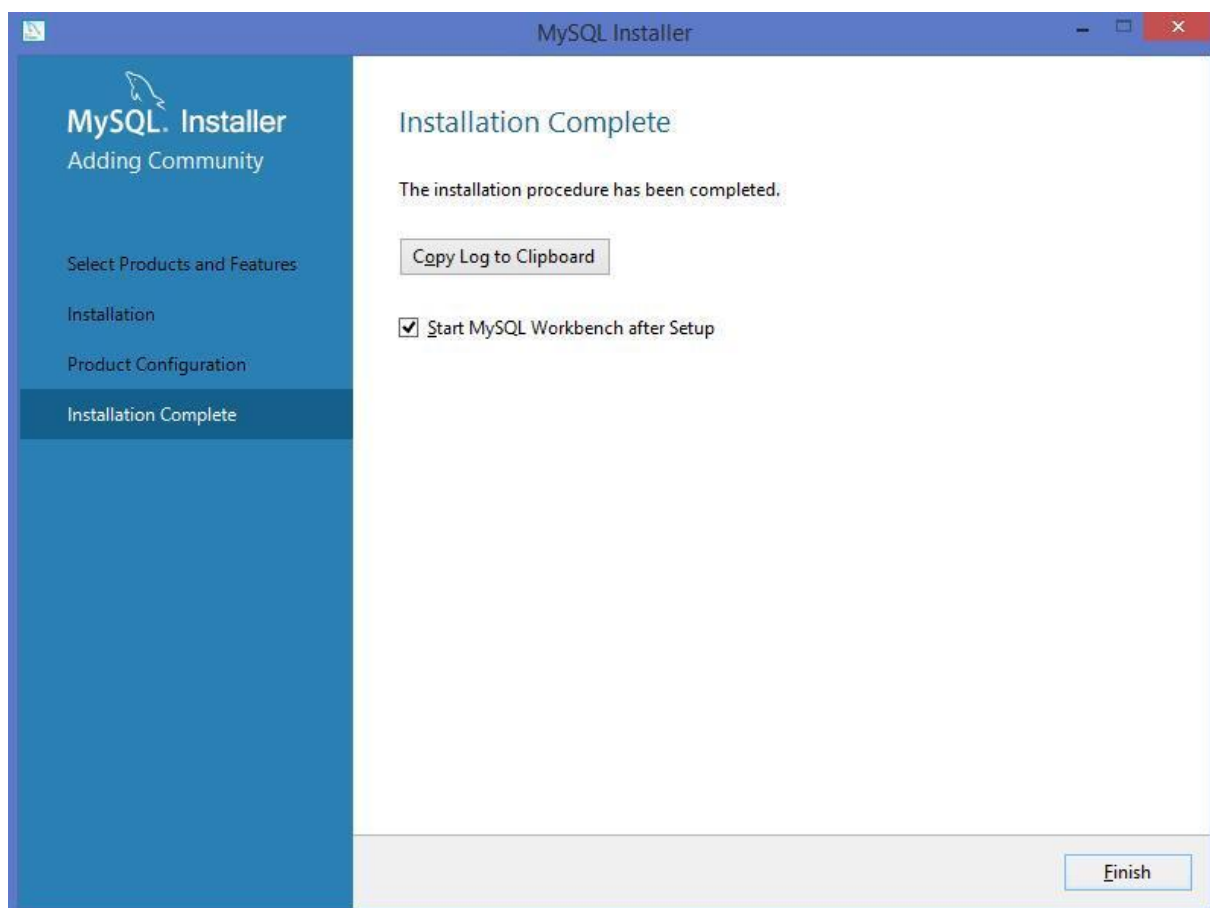 MySQL Installer
MySQL. Installer
Adding Community
Select Products and Features
Installation
Product Configuration
Installation Complete
Installation Complete
The installation procedure has been completed.
Copy Log to Clipboard
Start MySQL Workbench after Setup
Finish